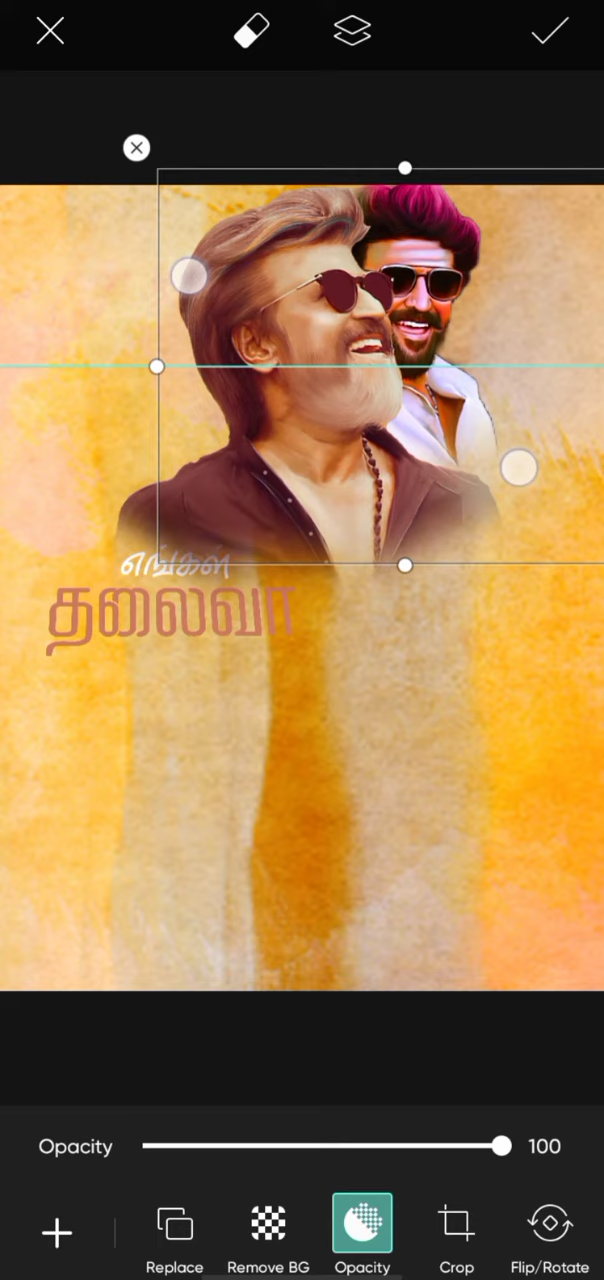 எங்கள
தலைவா
Opacity
100
Replace
Remove BG
Opacity
Crop
Flip/Rotate